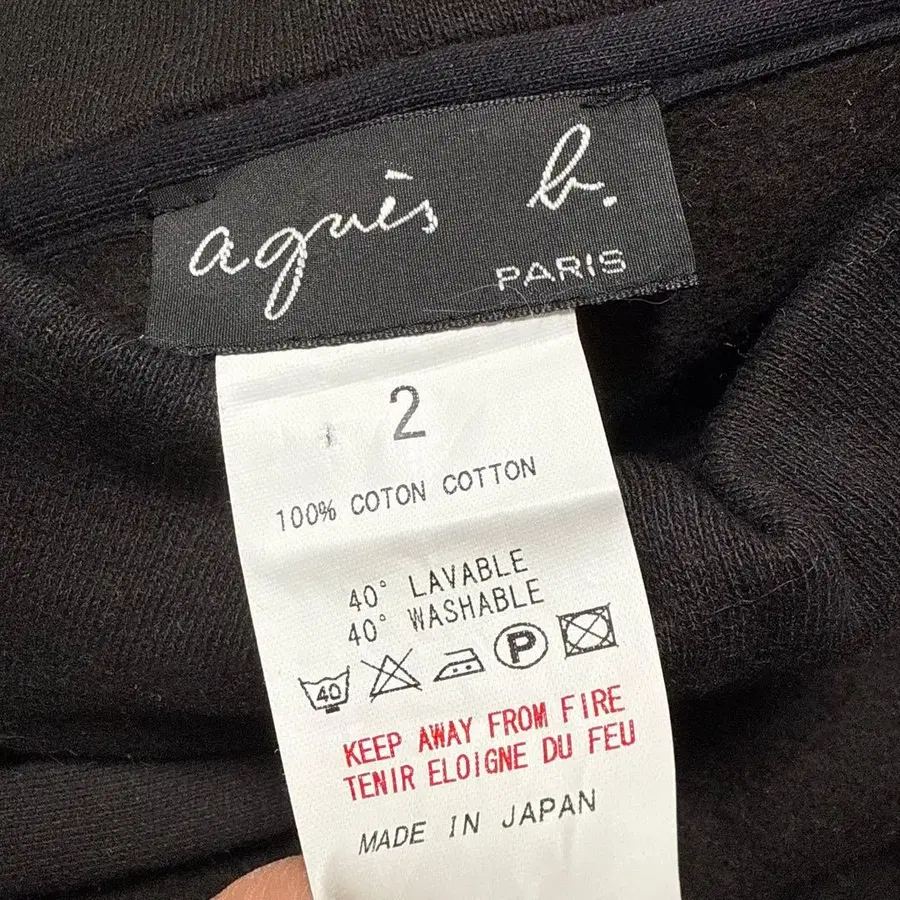 agnès b.
PARIS
2
100% COTON COTTON
40° LAVABLE
40° WASHABLE
40 P
KEEP AWAY FROM FIRE
TENIR ELOIGNE DU FEU
MADE IN JAPAN